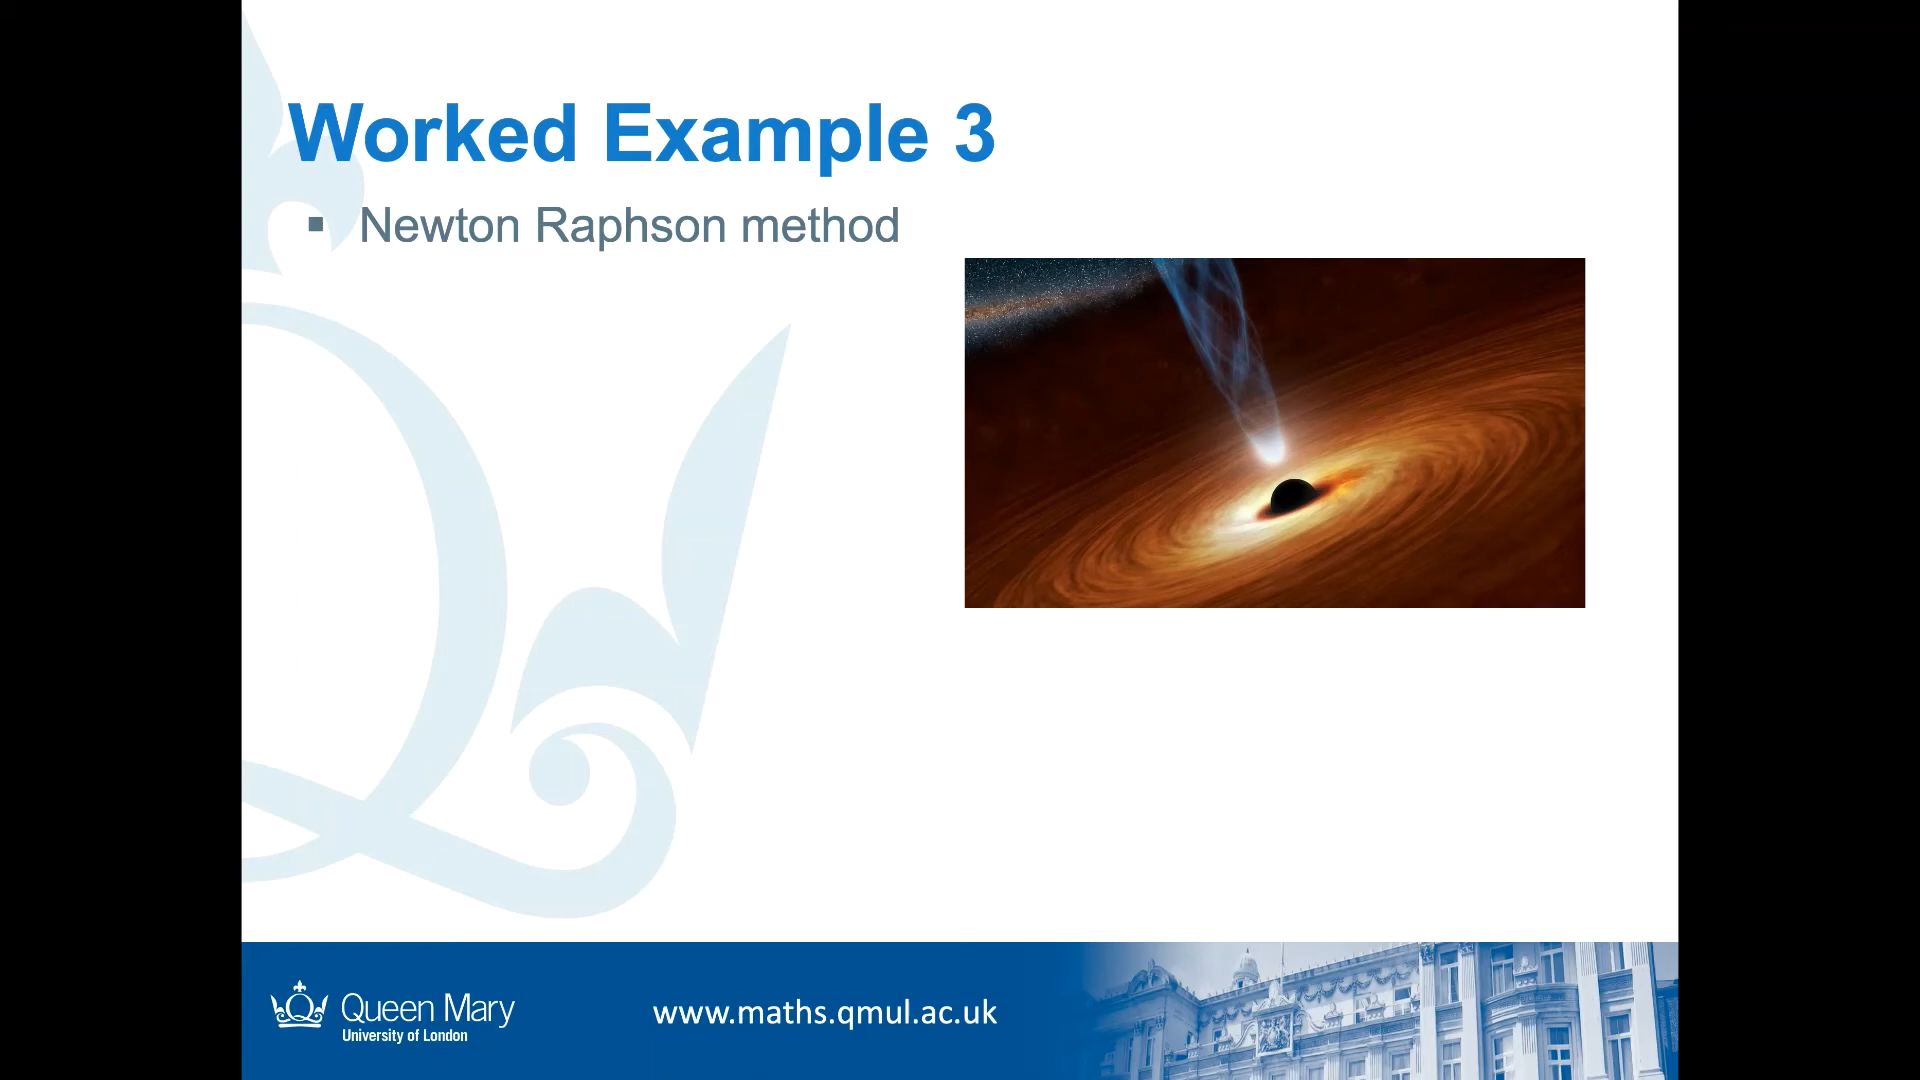 Worked Example 3
▪ Newton Raphson method
Queen Mary
University of London
www.maths.qmul.ac.uk